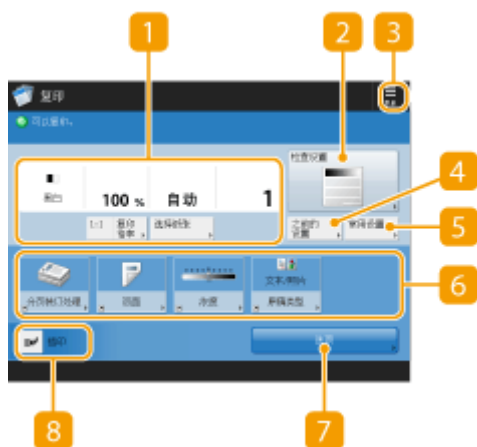 1
2
3
复印
可以复印。
检查设置
4
黑白
100 %
自动
1
1:1 复印倍率
选择纸张
之前的设置
常用设置
5
6
文本/照片
分页装订处理
双面
浓度
原稿类型
插印
8
7